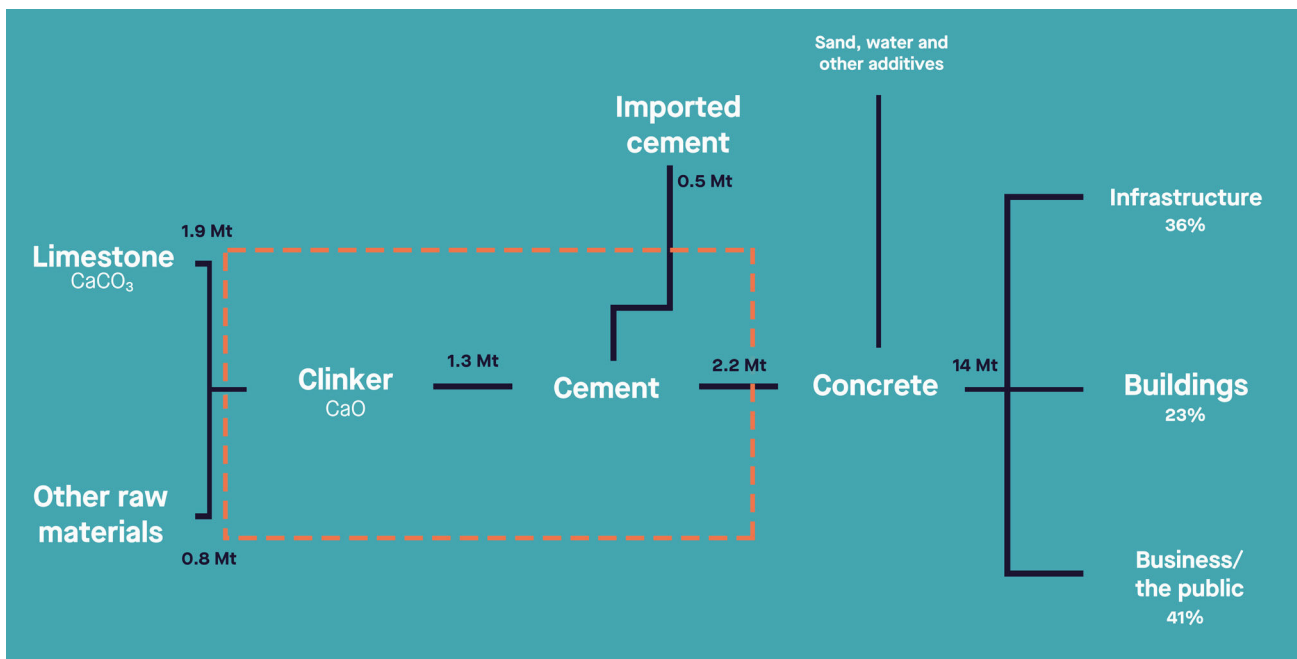 Sand, water and
other additives
Imported
cement
0.5 Mt
1.9 Mt
Limestone
CaCO₃
Other raw
materials
0.8 Mt
Clinker
CaO
1.3 Mt
Cement
2.2 Mt
Concrete
14 Mt
Infrastructure
36%
Buildings
23%
Business/
the public
41%